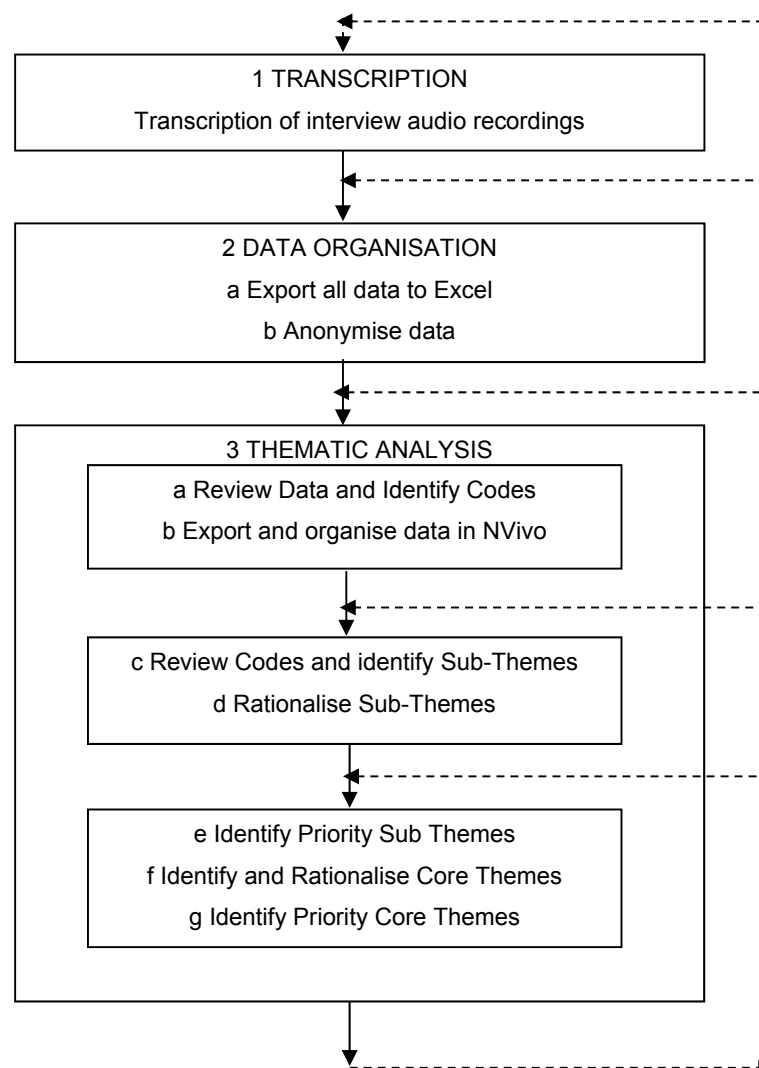 1 TRANSCRIPTION
Transcription of interview audio recordings
2 DATA ORGANISATION
a Export all data to Excel
b Anonymise data
3 THEMATIC ANALYSIS
a Review Data and Identify Codes
b Export and organise data in NVivo
c Review Codes and identify Sub-Themes
d Rationalise Sub-Themes
e Identify Priority Sub Themes
f Identify and Rationalise Core Themes
g Identify Priority Core Themes